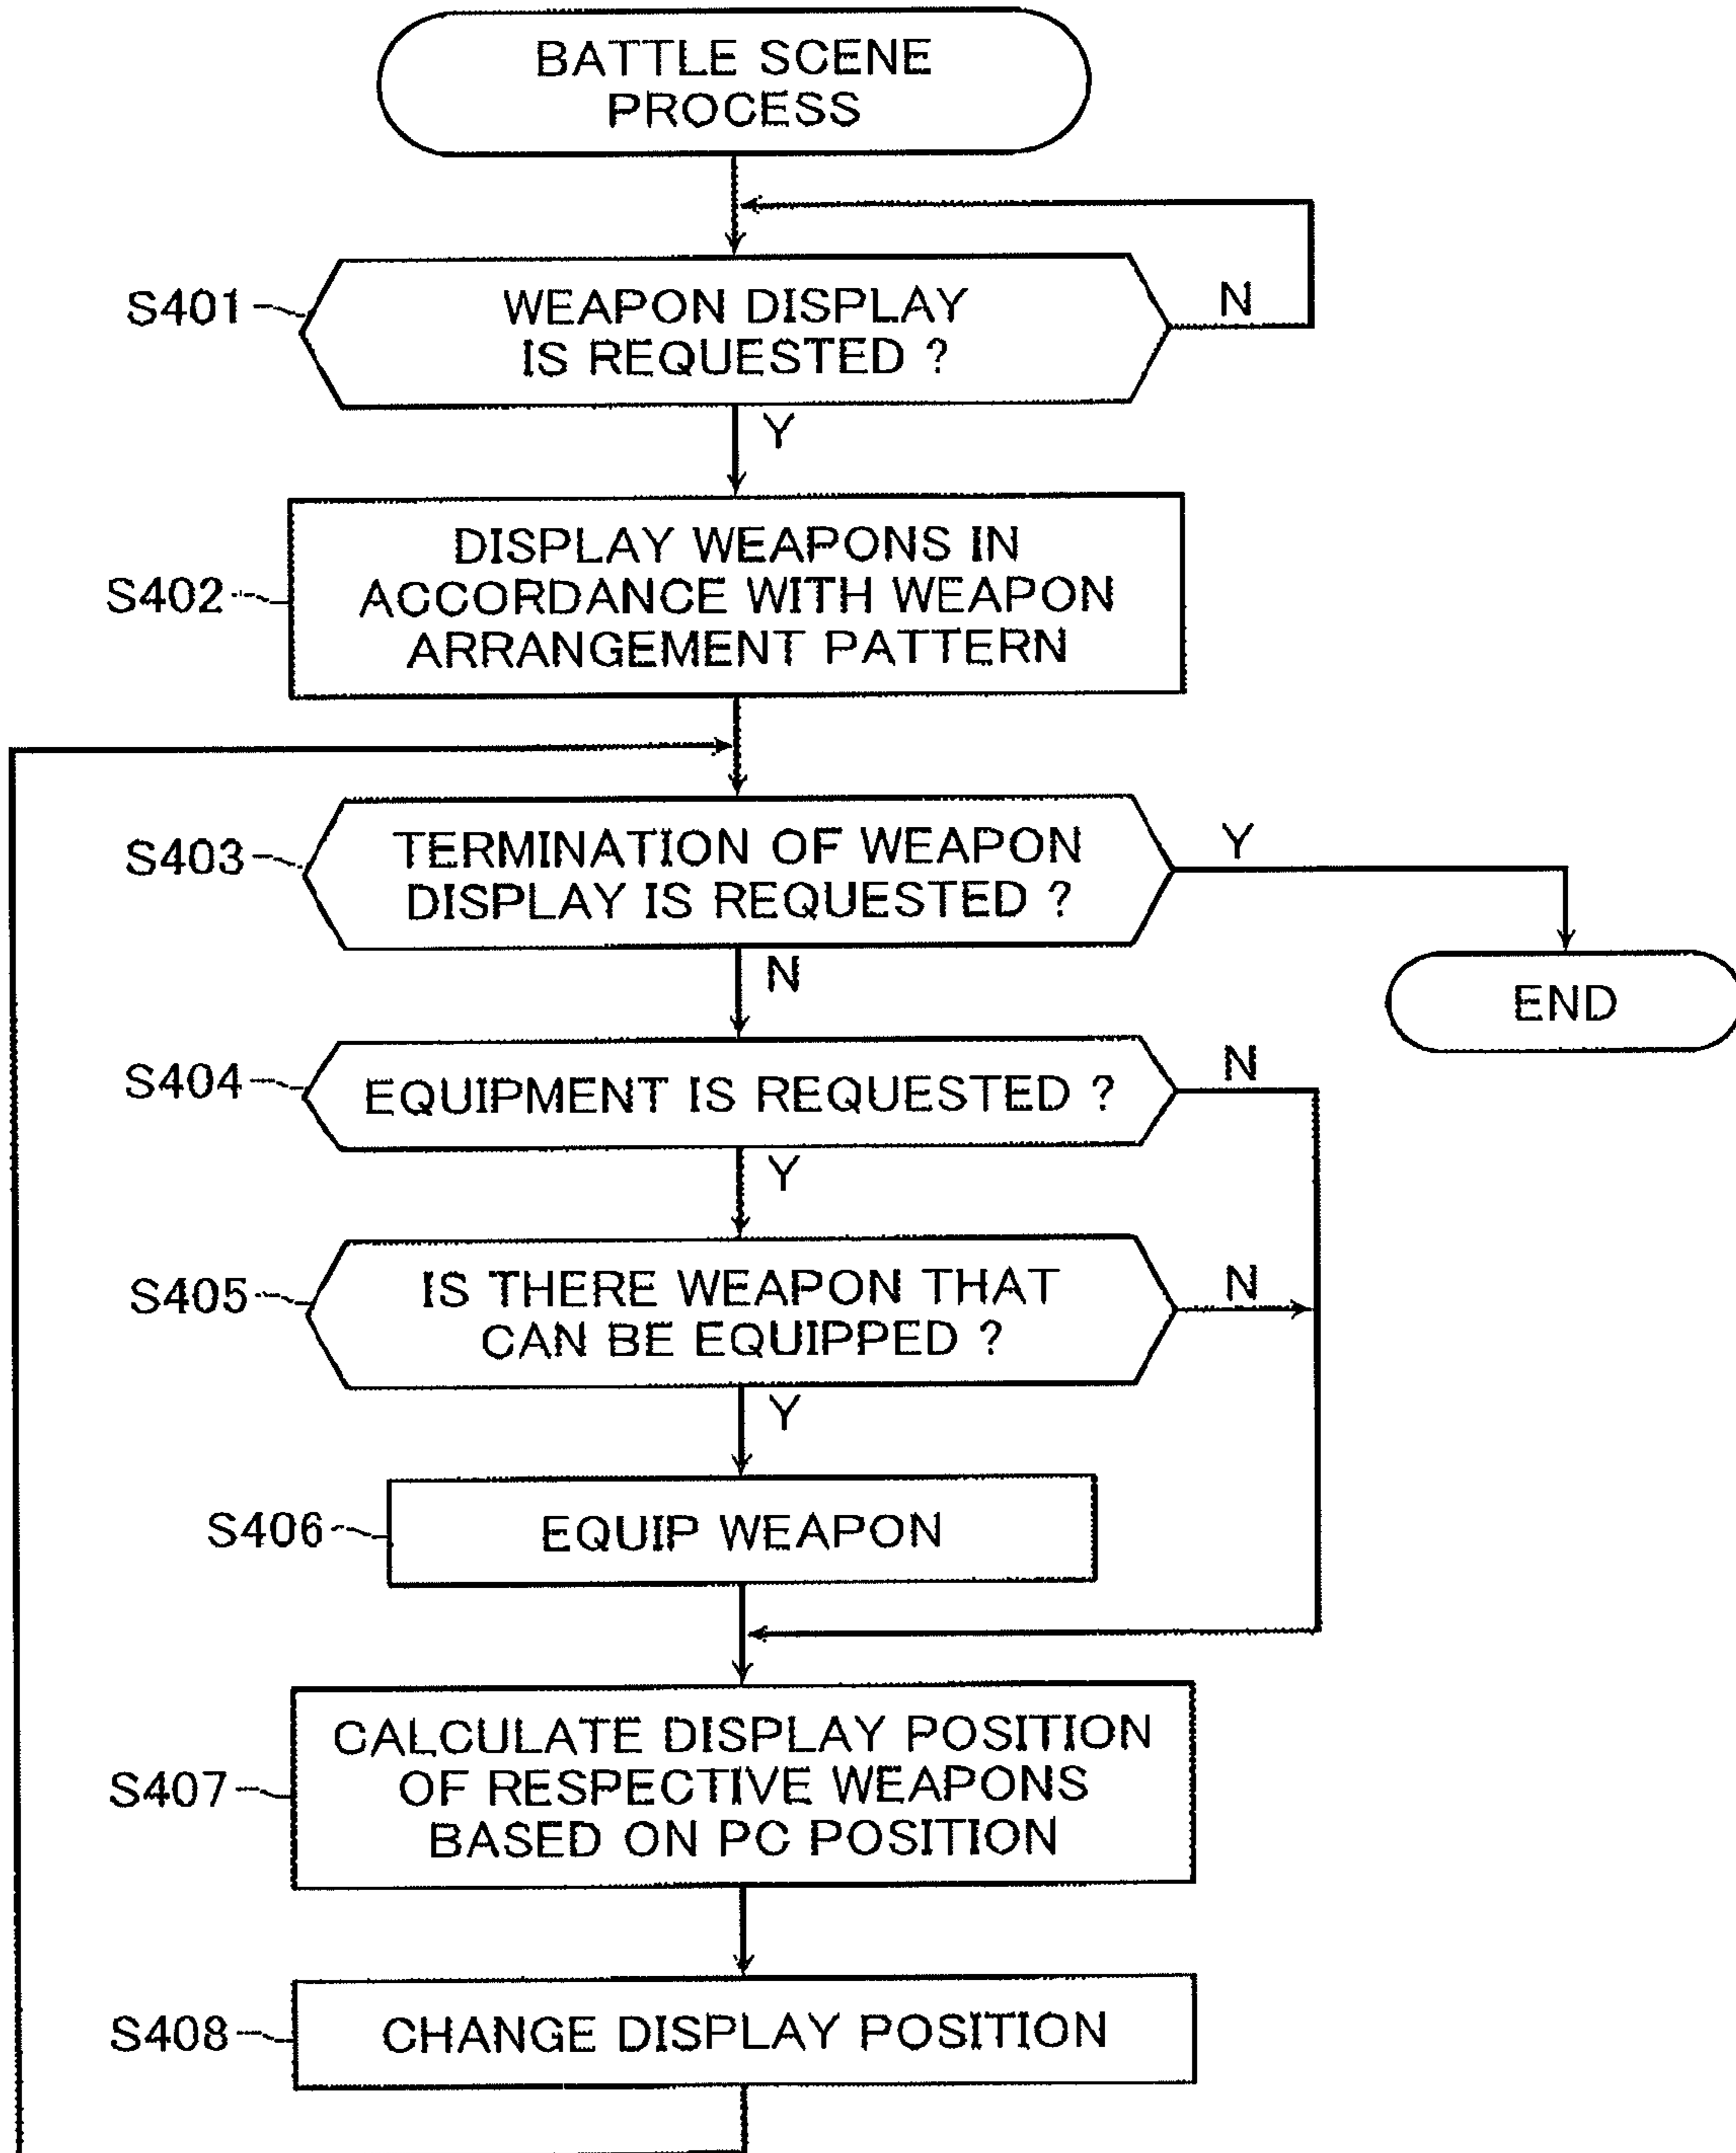 BATTLE SCENE
PROCESS
S401
WEAPON DISPLAY
IS REQUESTED ?
N
Y
S402
DISPLAY WEAPONS IN
ACCORDANCE WITH WEAPON
ARRANGEMENT PATTERN
S403
TERMINATION OF WEAPON
DISPLAY IS REQUESTED ?
Y
N
END
S404
EQUIPMENT IS REQUESTED ?
N
Y
S405
IS THERE WEAPON THAT
CAN BE EQUIPPED ?
N
Y
S406
EQUIP WEAPON
S407
CALCULATE DISPLAY POSITION
OF RESPECTIVE WEAPONS
BASED ON PC POSITION
S408
CHANGE DISPLAY POSITION